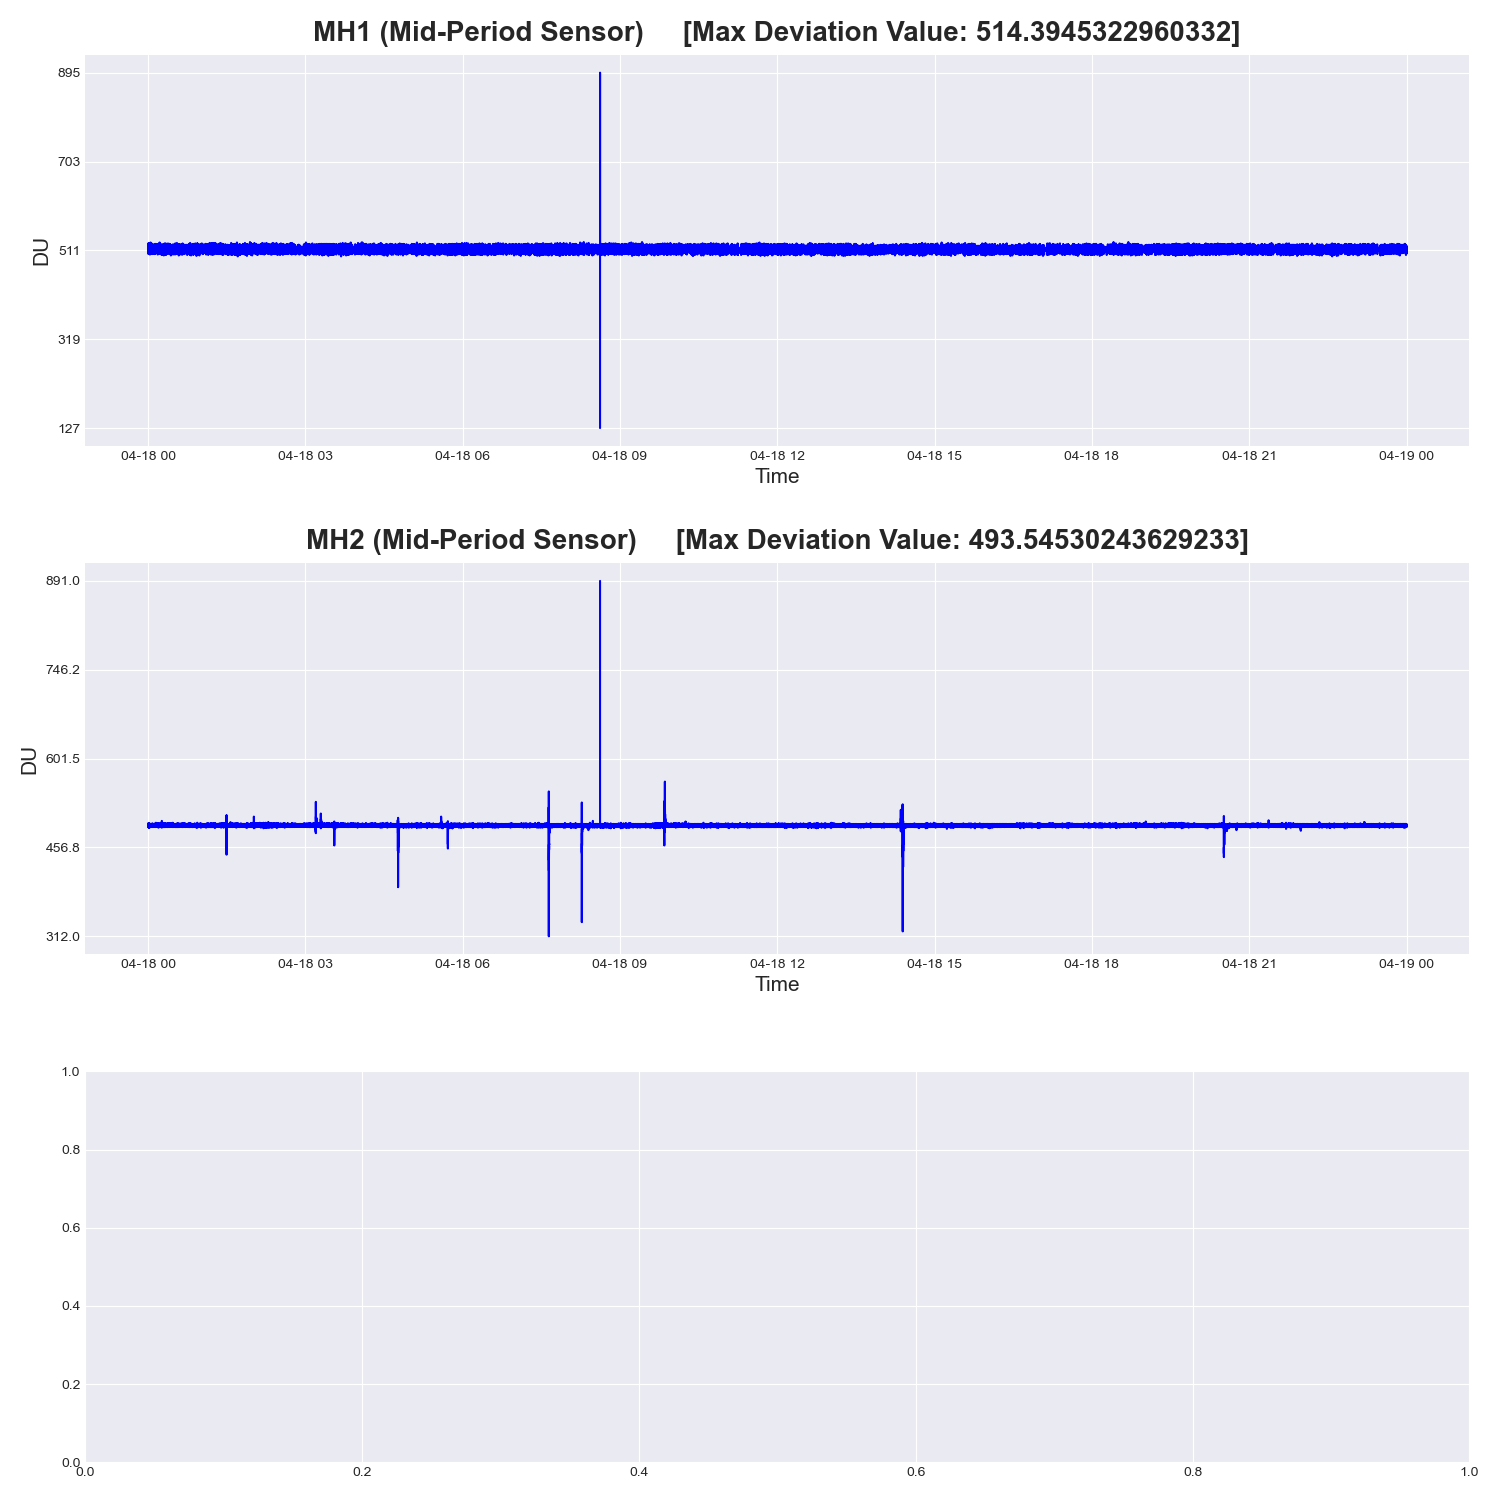 MH1 (Mid-Period Sensor) [Max Deviation Value: 514.3945322960332]
895
703
511
319
127
DU
04-18 00 04-18 03 04-18 06 04-18 09 04-18 12 04-18 15 04-18 18 04-18 21 04-19 00
Time
MH2 (Mid-Period Sensor) [Max Deviation Value: 493.54530243629233]
891.0
746.2
601.5
456.8
312.0
DU
04-18 00 04-18 03 04-18 06 04-18 09 04-18 12 04-18 15 04-18 18 04-18 21 04-19 00
Time
1.0
0.8
0.6
0.4
0.2
0.0
0.0 0.2 0.4 0.6 0.8 1.0